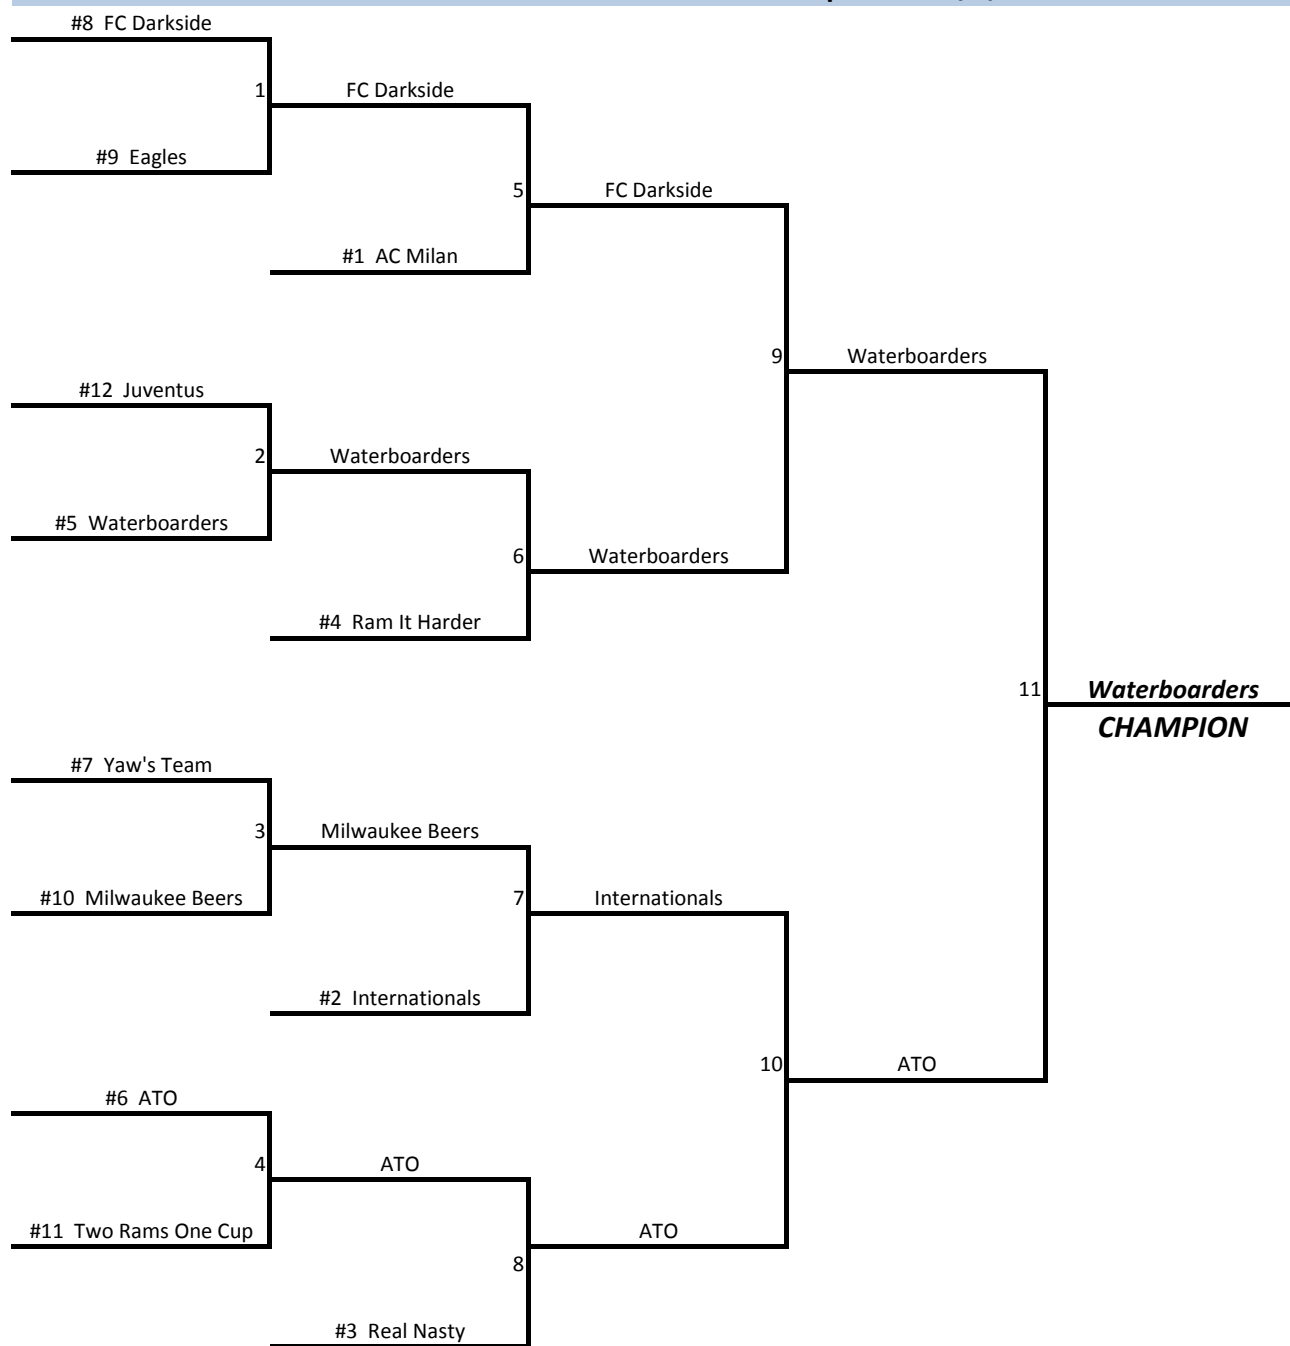 #8 FC Darkside
1
FC Darkside
#9 Eagles
5
FC Darkside
#1 AC Milan
9
Waterboarders
#12 Juventus
2
Waterboarders
#5 Waterboarders
6
Waterboarders
#4 Ram It Harder
11
Waterboarders
CHAMPION
#7 Yaw's Team
3
Milwaukee Beers
#10 Milwaukee Beers
7
Internationals
#2 Internationals
10
ATO
#6 ATO
4
ATO
#11 Two Rams One Cup
ATO
8
#3 Real Nasty